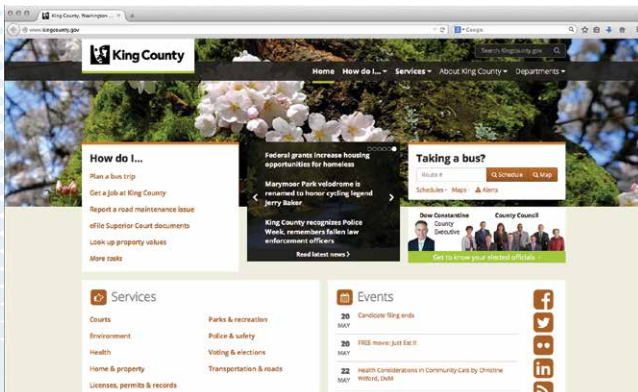 King County, Washington ...
www.kingcounty.gov
Google
King County
Search Kingcounty.gov
Home How do I... Services About King County Departments
How do I...
Plan a bus trip
Get a job at King County
Report a road maintenance issue
eFile Superior Court documents
Look up property values
More tasks
Federal grants increase housing
opportunities for homeless
Marymoor Park velodrome is
renamed to honor cycling legend
Jerry Baker
King County recognizes Police
Week, remembers fallen law
enforcement officers
Read latest news
Taking a bus?
Route #
Schedule
Map
Schedules Maps Alerts
Dow Constantine
County
Executive
County Council
Get to know your elected officials
Services
Courts
Environment
Health
Home & property
Licenses, permits & records
Parks & recreation
Police & safety
Voting & elections
Transportation & roads
Events
20 MAY Candidate filing ends
20 MAY FREE movie: Just Eat It
22 MAY Health Considerations in Community Cats by Christine
Wilford, DVM